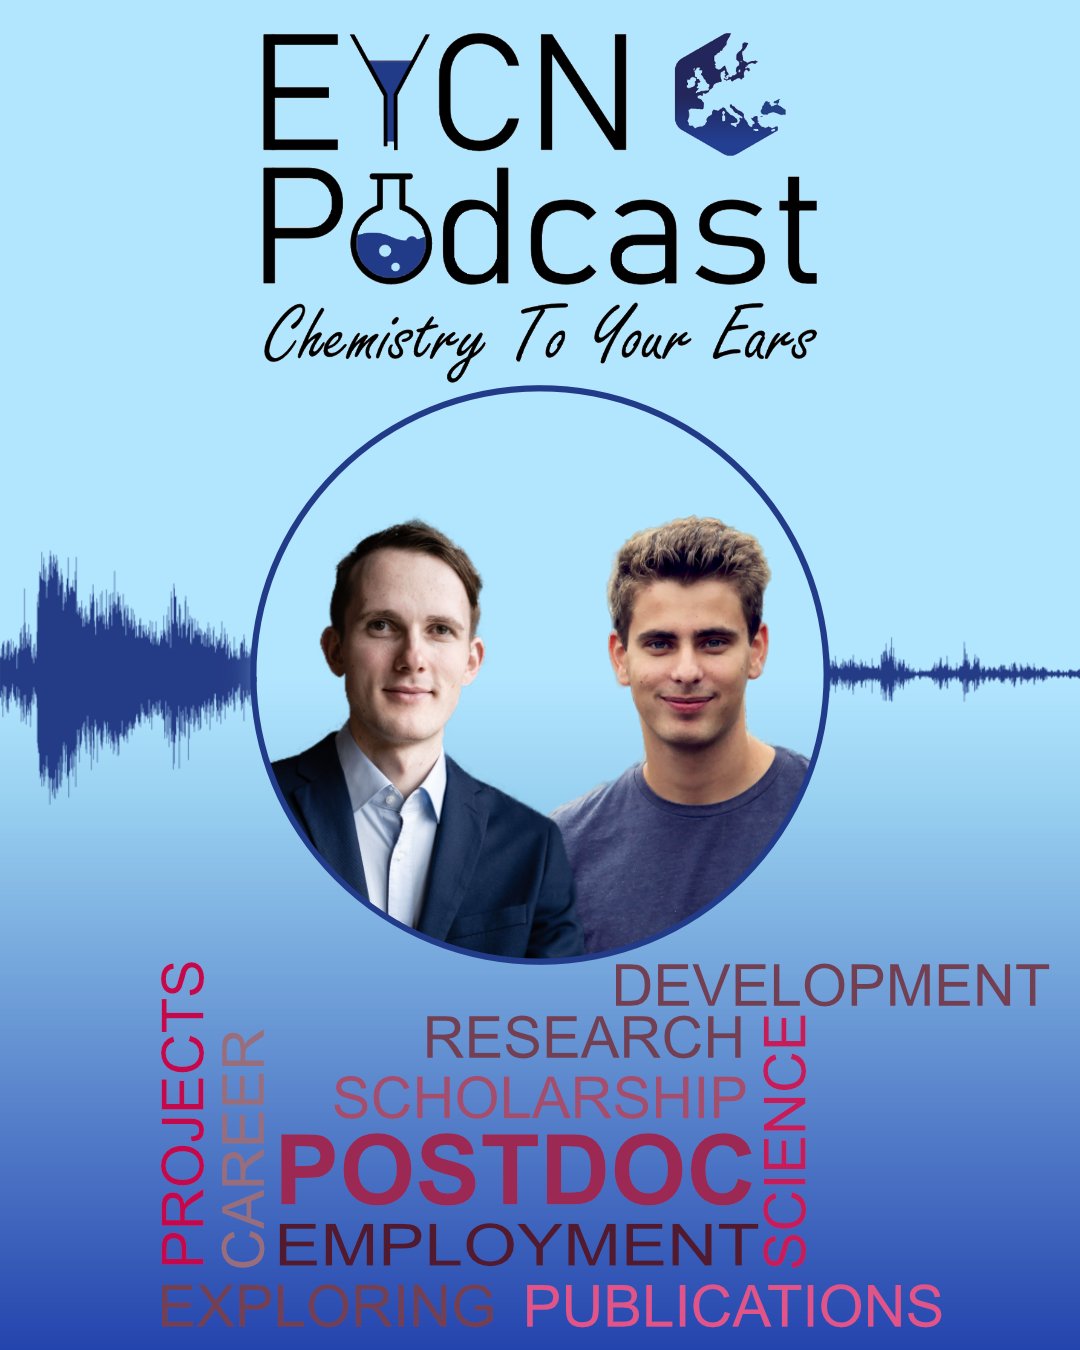 EYCN
Podcast
Chemistry To Your Ears
DEVELOPMENT
PROJECTS
CAREER
RESEARCH
SCIENCE
SCHOLARSHIP
POSTDOC
EMPLOYMENT
EXPLORING PUBLICATIONS